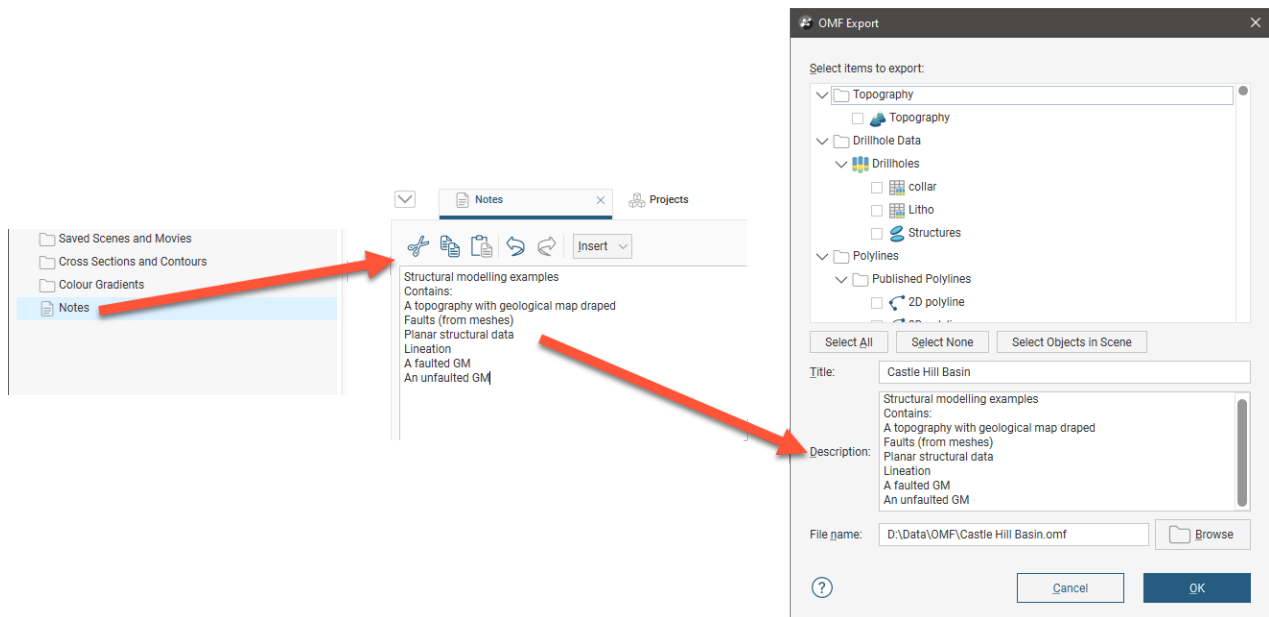 Saved Scenes and Movies
Cross Sections and Contours
Colour Gradients
Notes
Notes
Projects
Insert
Structural modelling examples
Contains:
A topography with geological map draped
Faults (from meshes)
Planar structural data
Lineation
A faulted GM
An unfaulted GM
OMF Export
Select items to export:
Topography
Topography
Drillhole Data
Drillholes
collar
Litho
Structures
Polylines
Published Polylines
2D polyline
Select All Select None Select Objects in Scene
Title: Castle Hill Basin
Description:
Structural modelling examples
Contains:
A topography with geological map draped
Faults (from meshes)
Planar structural data
Lineation
A faulted GM
An unfaulted GM
File name: D:\Data\OMF\Castle Hill Basin.omf Browse
? Cancel OK